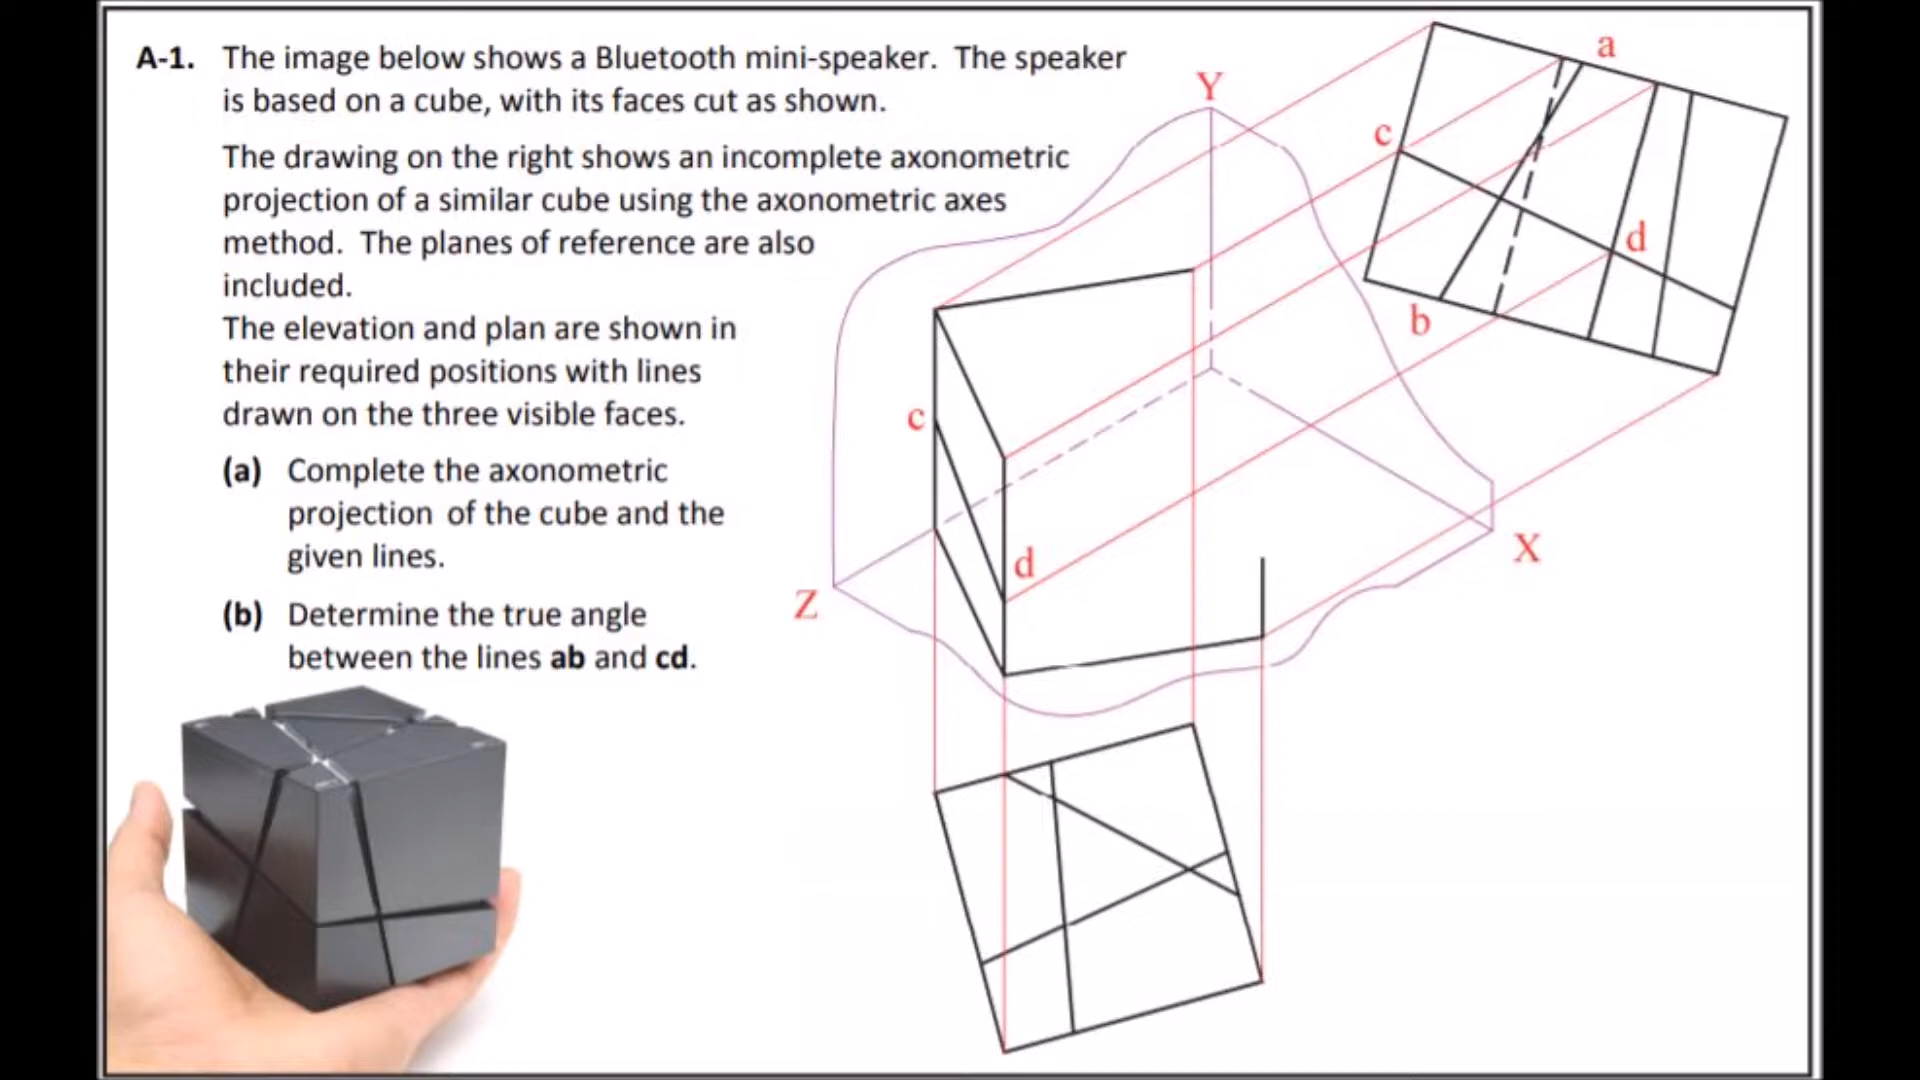 A-1. The image below shows a Bluetooth mini-speaker. The speaker
is based on a cube, with its faces cut as shown.
The drawing on the right shows an incomplete axonometric
projection of a similar cube using the axonometric axes
method. The planes of reference are also
included.
The elevation and plan are shown in
their required positions with lines
drawn on the three visible faces.
(a) Complete the axonometric
projection of the cube and the
given lines.
(b) Determine the true angle
between the lines ab and cd.
a
Y
c
d
b
c
d
X
Z